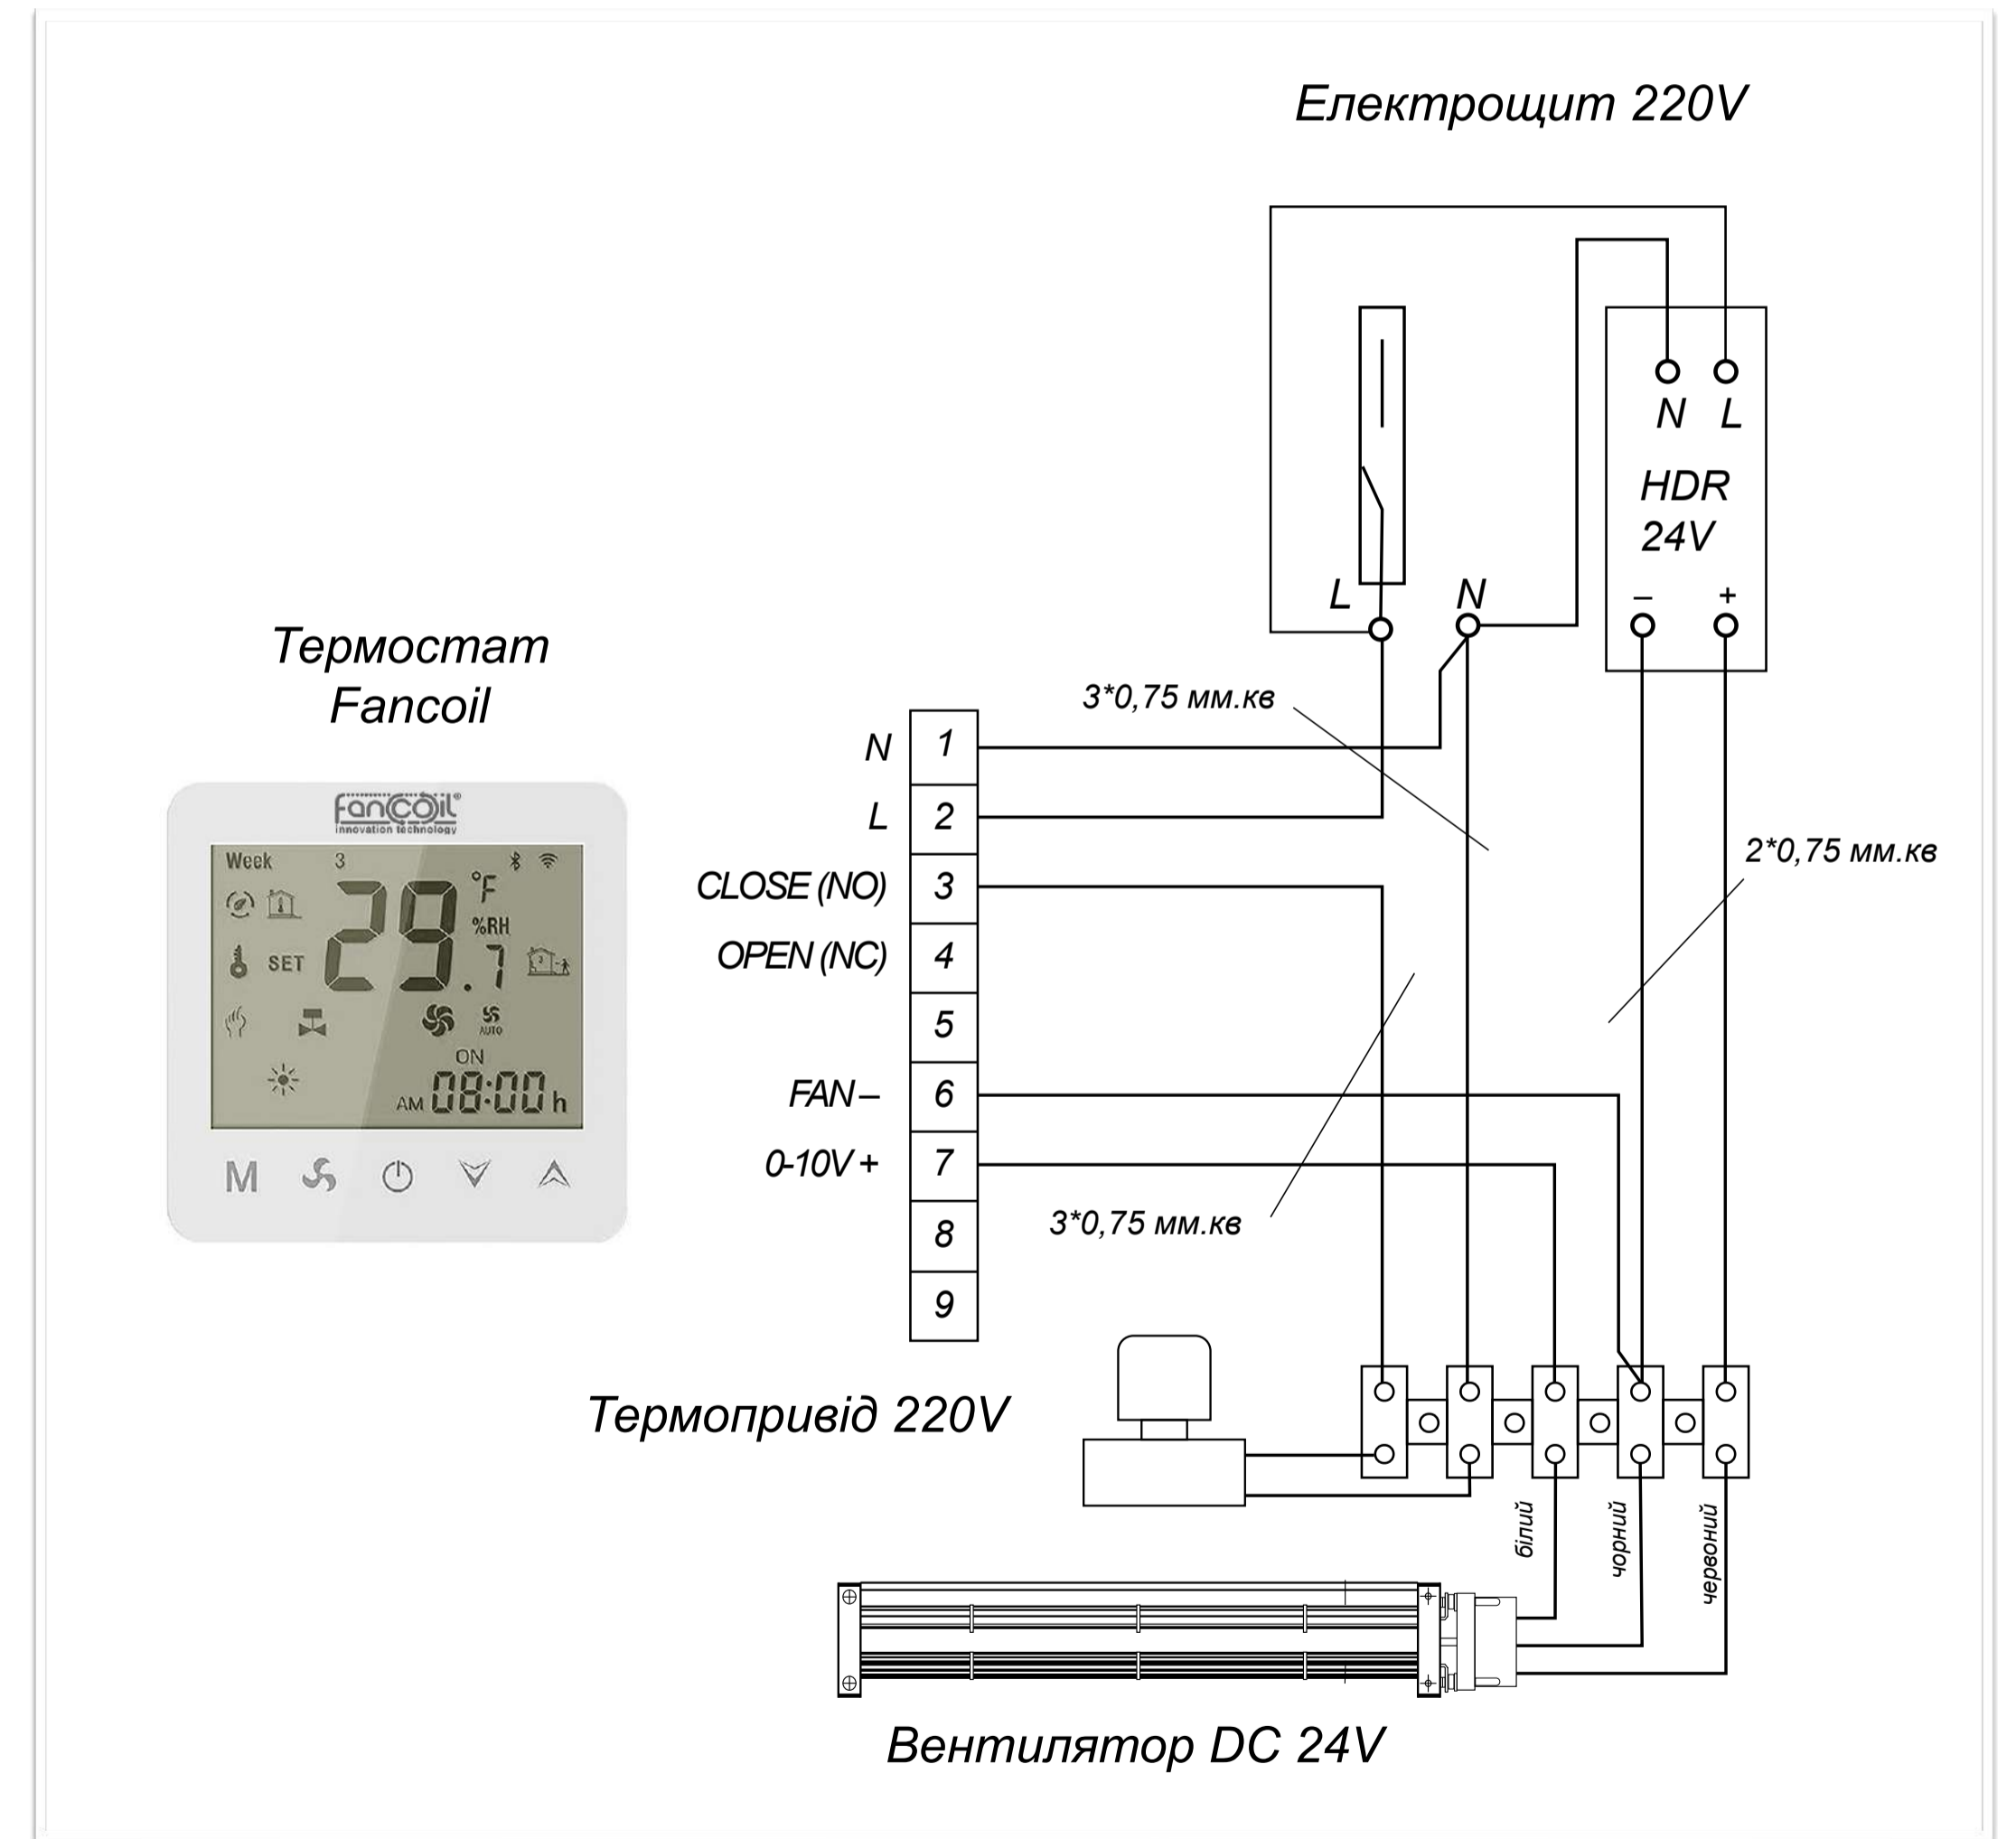 Електрощит 220V
N L
HDR
24V
– +
L N
Термостат
Fancoil
3*0,75 мм.кв
N 1
L 2
CLOSE (NO) 3
OPEN (NC) 4
5
FAN – 6
0-10V + 7
8
9
2*0,75 мм.кв
3*0,75 мм.кв
fancoil®
innovation technology
Week 3
°F
%RH
SET 29.7
3
AUTO
ON
AM 08:00 h
M
Термопривід 220V
білий
чорний
червоний
Вентилятор DC 24V